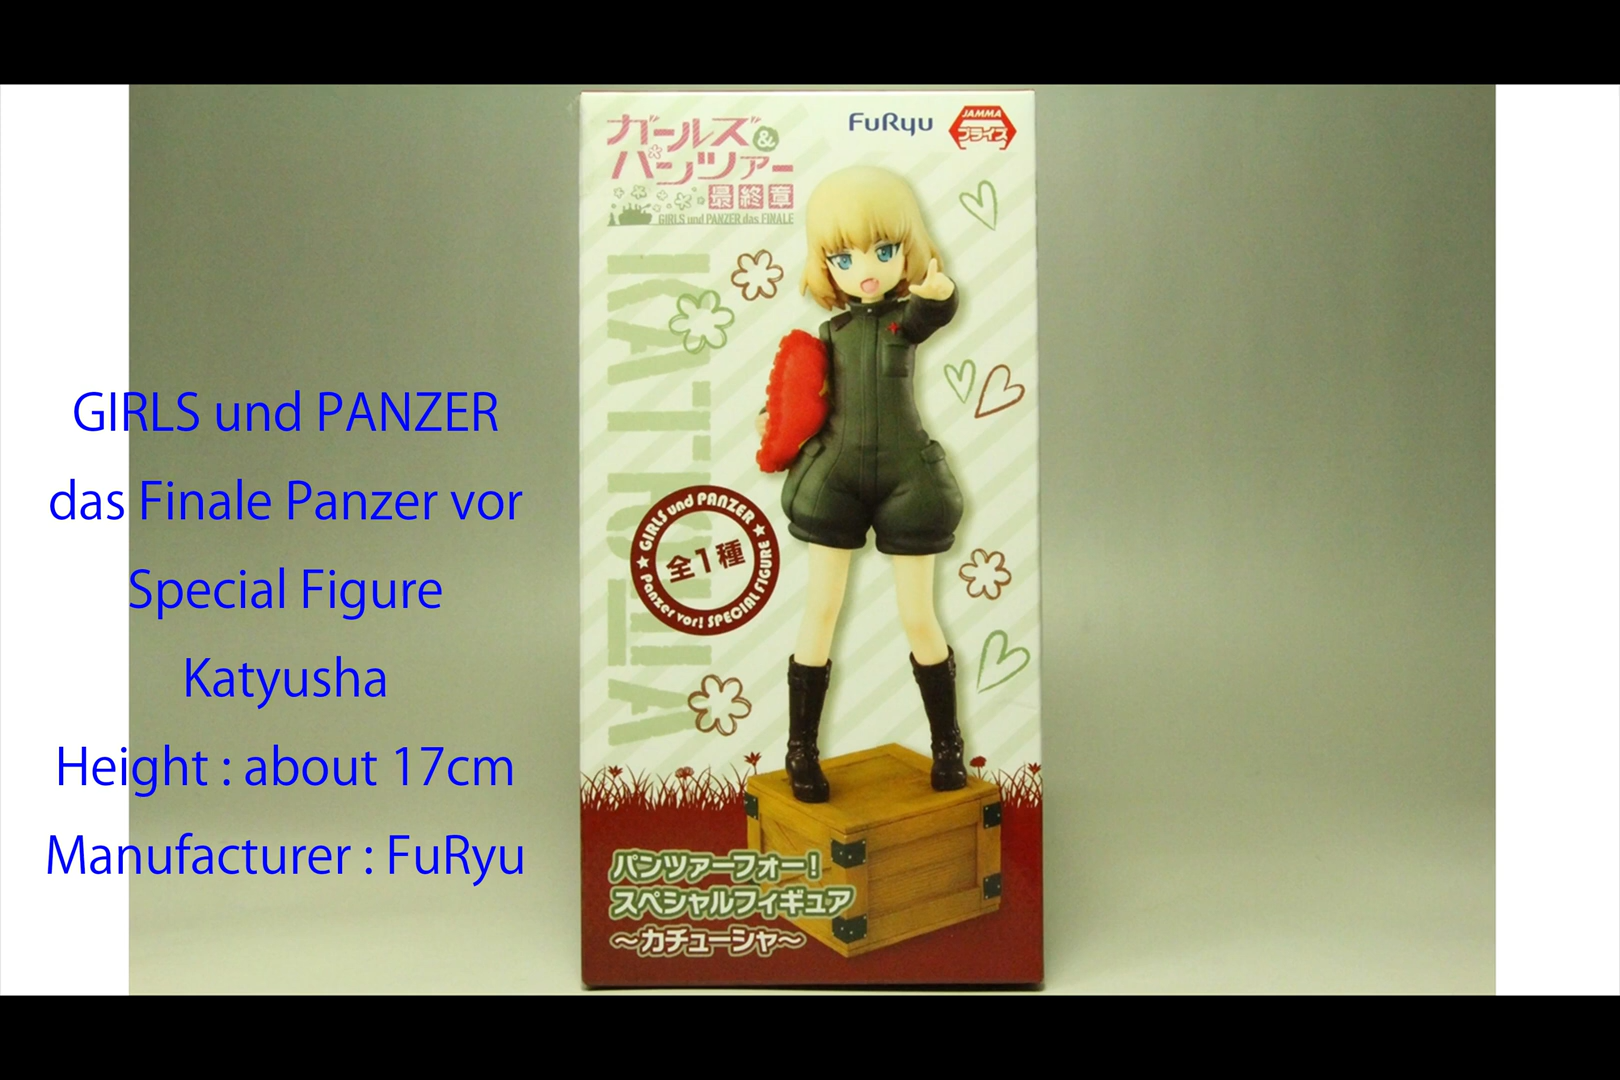 GIRLS und PANZER
das Finale Panzer vor
Special Figure
Katyusha
Height : about 17cm
Manufacturer : FuRyu
ガールズ&
パンツァー
最終章
GIRLS und PANZER das FINALE
FuRyu
JAMMA
プライズ
★ GIRLS und PANZER ★
全1種
Panzer vor! SPECIAL FIGURE
パンツァーフォー!
スペシャルフィギュア
~カチューシャ~